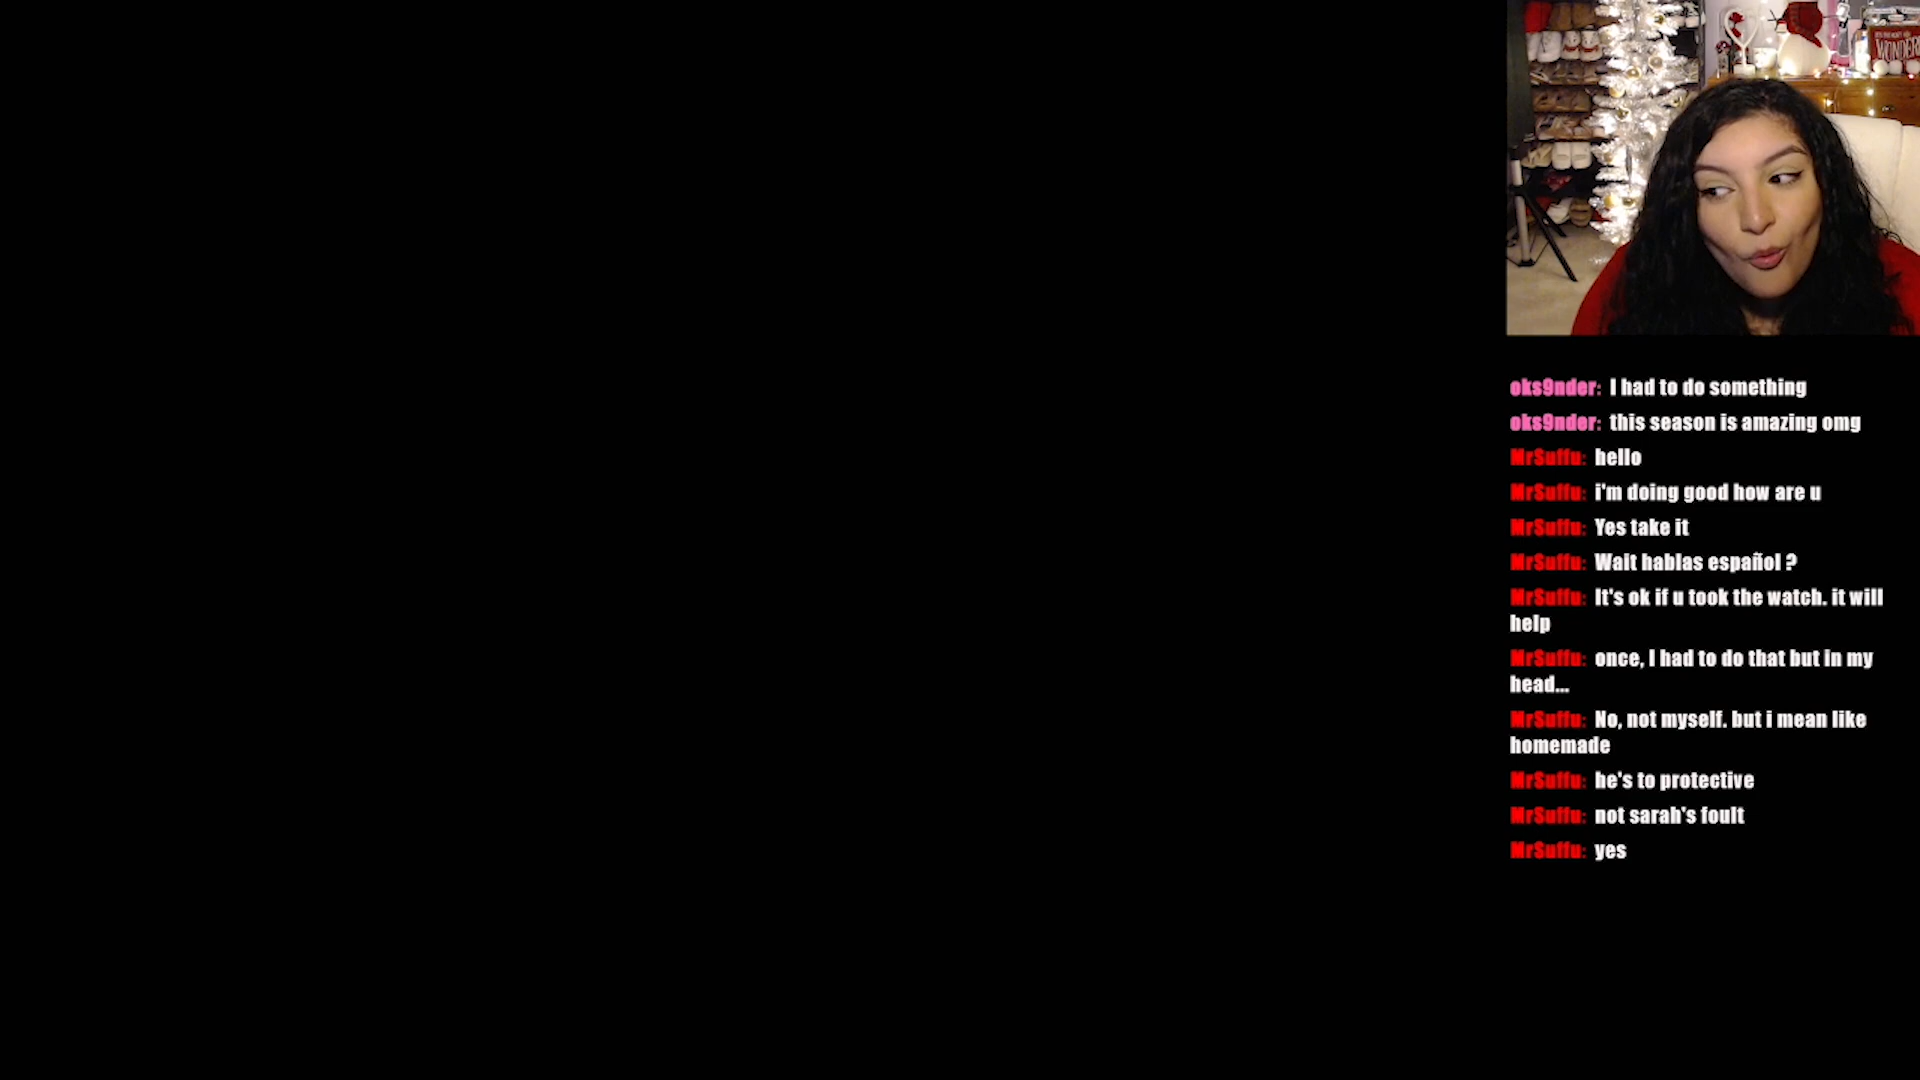 WONDER
oks9nder: I had to do something
oks9nder: this season is amazing omg
MrSuffu: hello
MrSuffu: i'm doing good how are u
MrSuffu: Yes take it
MrSuffu: Wait hablas español ?
MrSuffu: It's ok if u took the watch. it will
help
MrSuffu: once, I had to do that but in my
head...
MrSuffu: No, not myself. but i mean like
homemade
MrSuffu: he's to protective
MrSuffu: not sarah's foult
MrSuffu: yes